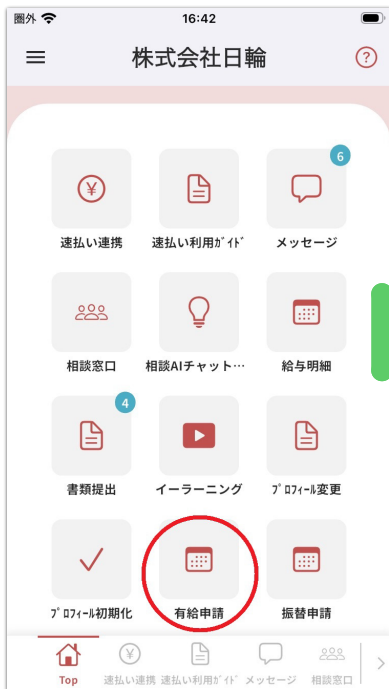 圏外 16:42
株式会社日輪 ?
6
¥
速払い連携 速払い利用ｶﾞｲﾄﾞ メッセージ
相談窓口 相談AIチャット… 給与明細
4
書類提出 イーラーニング ﾌﾟﾛﾌｨｰﾙ変更
ﾌﾟﾛﾌｨｰﾙ初期化 有給申請 振替申請
¥
Top 速払い連携 速払い利用ｶﾞｲﾄﾞ メッセージ 相談窓口